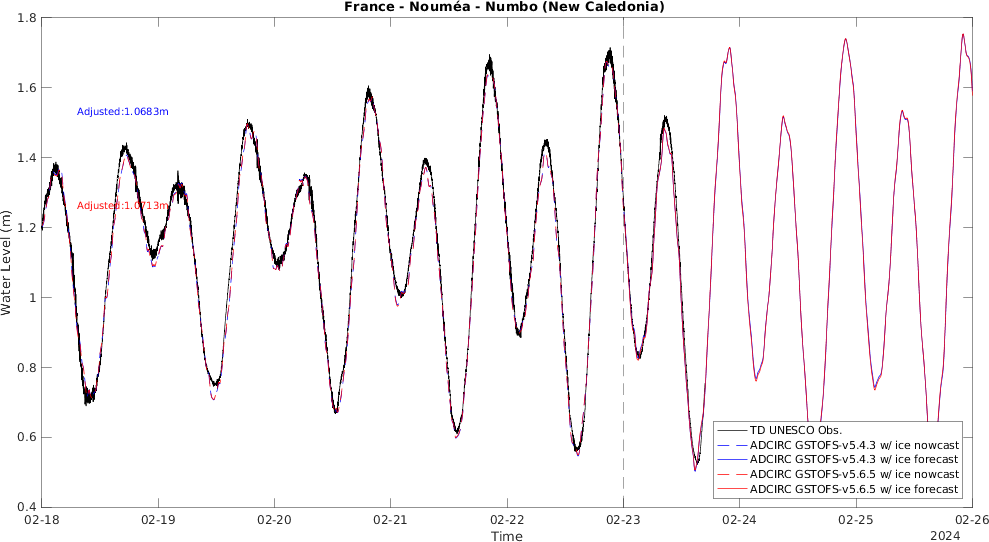 France - Nouméa - Numbo (New Caledonia)
1.8
1.6
1.4
1.2
1
0.8
0.6
0.4
Water Level (m)
Adjusted:1.0683m
Adjusted:1.0713m
TD UNESCO Obs.
ADCIRC GSTOFS-v5.4.3 w/ ice nowcast
ADCIRC GSTOFS-v5.4.3 w/ ice forecast
ADCIRC GSTOFS-v5.6.5 w/ ice nowcast
ADCIRC GSTOFS-v5.6.5 w/ ice forecast
02-18 02-19 02-20 02-21 02-22 02-23 02-24 02-25 02-26
Time
2024